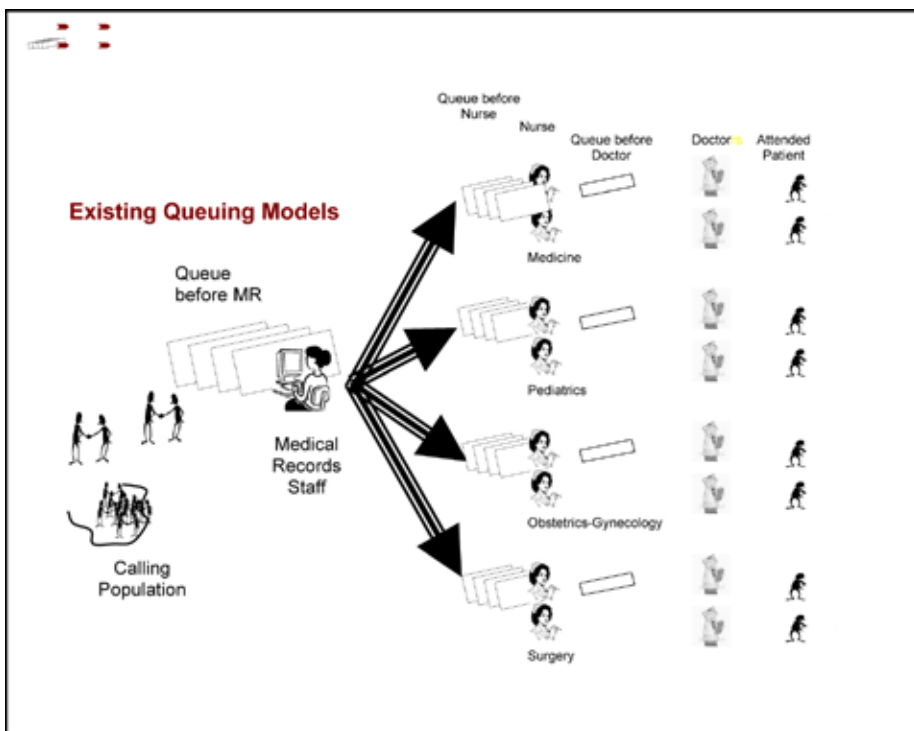 Queue before
Nurse
Nurse
Queue before
Doctor
Doctors
Attended
Patient
Existing Queuing Models
Queue
before MR
Medical
Records
Staff
Calling
Population
Medicine
Pediatrics
Obstetrics-Gynecology
Surgery